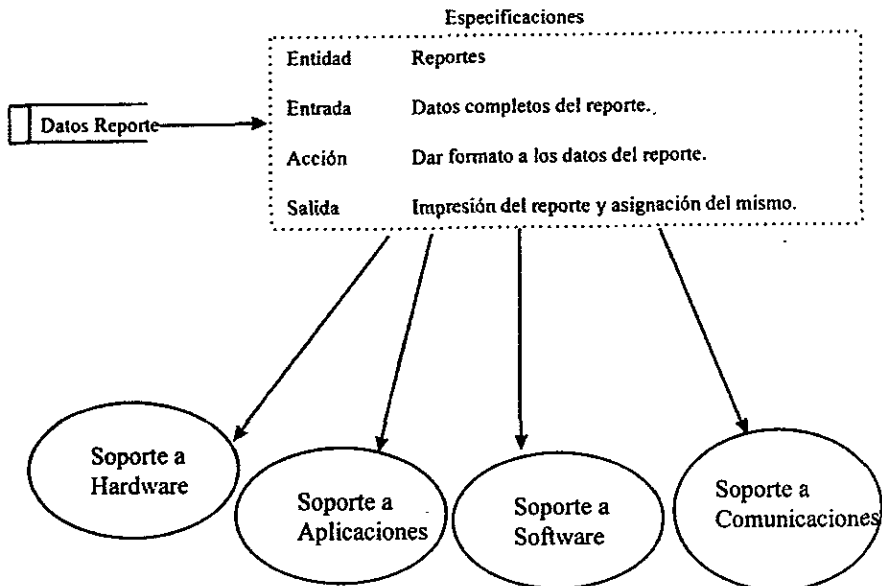 Especificaciones
Entidad Reportes
Entrada Datos completos del reporte.
Datos Reporte
Acción Dar formato a los datos del reporte.
Salida Impresión del reporte y asignación del mismo.
Soporte a
Hardware
Soporte a
Aplicaciones
Soporte a
Software
Soporte a
Comunicaciones